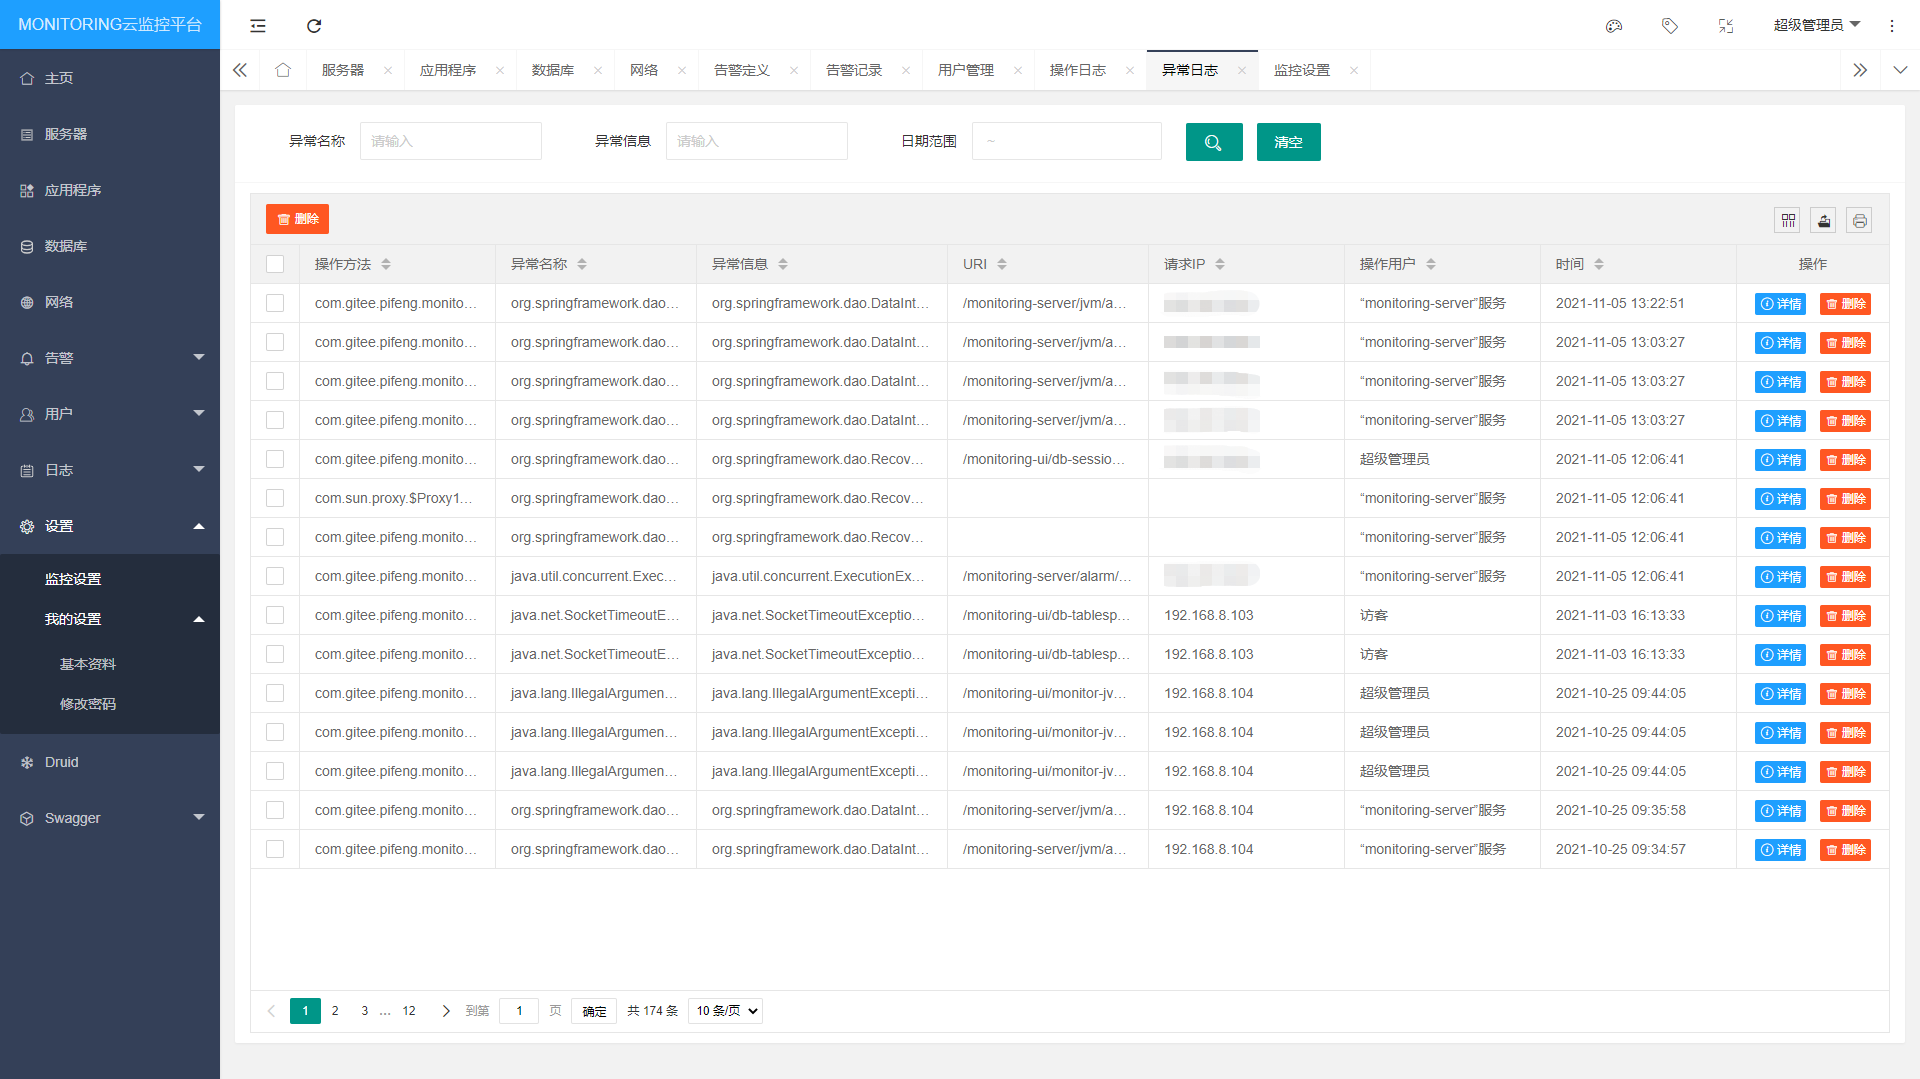 MONITORING云监控平台
超级管理员
服务器 应用程序 数据库 网络 告警定义 告警记录 用户管理 操作日志 异常日志 监控设置
主页
服务器
应用程序
数据库
网络
告警
用户
日志
设置
监控设置
我的设置
基本资料
修改密码
Druid
Swagger
异常名称 请输入 异常信息 请输入 日期范围 ~ 清空
删除
操作方法 异常名称 异常信息 URI 请求IP 操作用户 时间 操作
com.gitee.pifeng.monito... org.springframework.dao... org.springframework.dao.DataInt... /monitoring-server/jvm/a... “monitoring-server”服务 2021-11-05 13:22:51 详情 删除
com.gitee.pifeng.monito... org.springframework.dao... org.springframework.dao.DataInt... /monitoring-server/jvm/a... “monitoring-server”服务 2021-11-05 13:03:27 详情 删除
com.gitee.pifeng.monito... org.springframework.dao... org.springframework.dao.DataInt... /monitoring-server/jvm/a... “monitoring-server”服务 2021-11-05 13:03:27 详情 删除
com.gitee.pifeng.monito... org.springframework.dao... org.springframework.dao.DataInt... /monitoring-server/jvm/a... “monitoring-server”服务 2021-11-05 13:03:27 详情 删除
com.gitee.pifeng.monito... org.springframework.dao... org.springframework.dao.Recov... /monitoring-ui/db-sessio... 超级管理员 2021-11-05 12:06:41 详情 删除
com.sun.proxy.$Proxy1... org.springframework.dao... org.springframework.dao.Recov... “monitoring-server”服务 2021-11-05 12:06:41 详情 删除
com.gitee.pifeng.monito... org.springframework.dao... org.springframework.dao.Recov... “monitoring-server”服务 2021-11-05 12:06:41 详情 删除
com.gitee.pifeng.monito... java.util.concurrent.Exec... java.util.concurrent.ExecutionEx... /monitoring-server/alarm/... “monitoring-server”服务 2021-11-05 12:06:41 详情 删除
com.gitee.pifeng.monito... java.net.SocketTimeoutE... java.net.SocketTimeoutExceptio... /monitoring-ui/db-tablesp... 192.168.8.103 访客 2021-11-03 16:13:33 详情 删除
com.gitee.pifeng.monito... java.net.SocketTimeoutE... java.net.SocketTimeoutExceptio... /monitoring-ui/db-tablesp... 192.168.8.103 访客 2021-11-03 16:13:33 详情 删除
com.gitee.pifeng.monito... java.lang.IllegalArgumen... java.lang.IllegalArgumentExcepti... /monitoring-ui/monitor-jv... 192.168.8.104 超级管理员 2021-10-25 09:44:05 详情 删除
com.gitee.pifeng.monito... java.lang.IllegalArgumen... java.lang.IllegalArgumentExcepti... /monitoring-ui/monitor-jv... 192.168.8.104 超级管理员 2021-10-25 09:44:05 详情 删除
com.gitee.pifeng.monito... java.lang.IllegalArgumen... java.lang.IllegalArgumentExcepti... /monitoring-ui/monitor-jv... 192.168.8.104 超级管理员 2021-10-25 09:44:05 详情 删除
com.gitee.pifeng.monito... org.springframework.dao... org.springframework.dao.DataInt... /monitoring-server/jvm/a... 192.168.8.104 “monitoring-server”服务 2021-10-25 09:35:58 详情 删除
com.gitee.pifeng.monito... org.springframework.dao... org.springframework.dao.DataInt... /monitoring-server/jvm/a... 192.168.8.104 “monitoring-server”服务 2021-10-25 09:34:57 详情 删除
1 2 3 ... 12 到第 1 页 确定 共 174 条 10 条/页